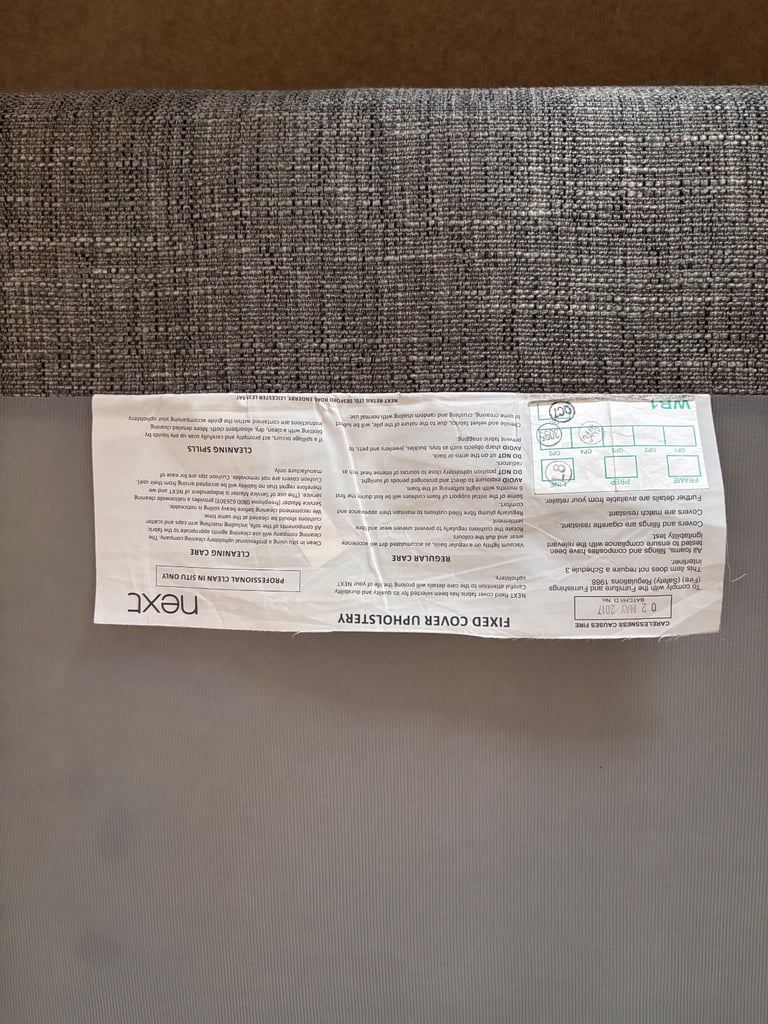 CARELESSNESS CAUSES FIRE
BATCH/I.D. No.
0 2 MAY 2017
To comply with the Furniture and Furnishings
(Fire) (Safety) Regulations 1988.
This item does not require a Schedule 3
interliner
All foams, fillings and composites have been
tested to ensure compliance with the relevant
ignitability test.
Covers and fillings are cigarette resistant.
Covers are match resistant.
Further details are available from your retailer
FRAME
PREP
OP1
OP2
OP3
OP4
WR1
FIXED COVER UPHOLSTERY
NEXT fixed cover fabric has been selected for its quality and durability.
Careful attention to the care details will prolong the life of your NEXT
upholstery.
REGULAR CARE
Vacuum lightly on a regular basis, as accumulated dirt will accelerate
wear and dull the colours.
Rotate the cushions regularly to prevent uneven wear and fibre
settlement.
Regularly plump fibre filled cushions to maintain their appearance and
comfort.
Some of the initial support of foam cushions will be lost during the first
6 months with slight softening of the foam.
AVOID exposure to direct and prolonged periods of sunlight.
DO NOT position upholstery close to sources of intense heat such as
radiators.
DO NOT sit on the arms or back.
AVOID sharp objects such as toys, buckles, jewellery and pets, to
prevent fabric snagging.
Chenille and velvet fabrics, due to the nature of the pile, will be subject
to some creasing, crushing and random shading with normal use.
next
PROFESSIONAL CLEAN IN SITU ONLY
CLEANING CARE
Clean in situ using a professional upholstery cleaning company. The
cleaning company will use cleaning agents appropriate to the fabric.
All components of the suite, including matching arm caps and scatter
cushions should be cleaned at the same time.
We recommend cleaning before heavy soiling is noticeable.
Service Master (freephone 0800 626303) provides a nationwide cleaning
service. (The use of Service Master is independent of NEXT and we
therefore regret that no liability will be accepted arising from their use).
Cushion covers are not removable. Cushion zips are for ease of
manufacture only.
CLEANING SPILLS
If a spillage occurs, act promptly and carefully soak up any liquids by
blotting with a clean, dry, absorbent cloth. More detailed cleaning
instructions are contained within the guide accompanying your upholstery.
NEXT RETAIL LTD, DESFORD ROAD, ENDERBY, LEICESTER LE19 4AT